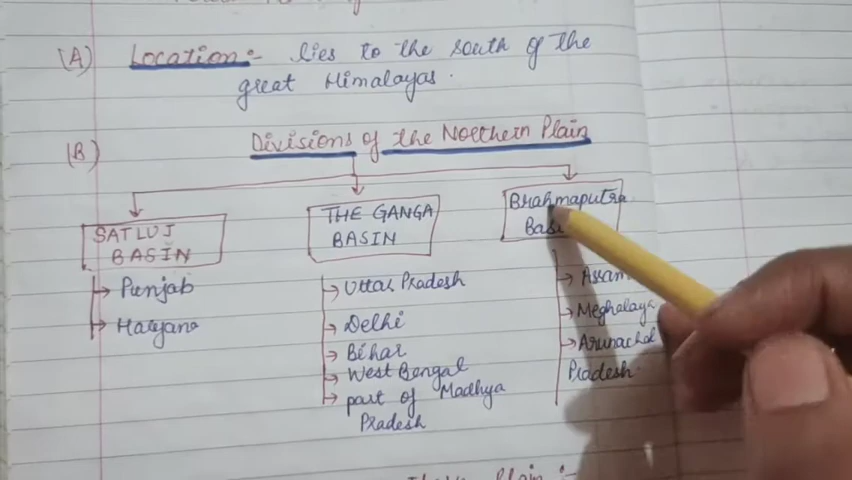 (A) Location:- lies to the south of the
great Himalayas.
(B) Divisions of the Northern Plain
SATLUJ
BASIN
THE GANGA
BASIN
Brahmaputra
→ Punjab
→ Haryana
→ Uttar Pradesh
→ Delhi
→ Bihar
→ West Bengal
→ part of Madhya
Pradesh
→ Assam
→ Meghalaya
→ Arunachal
Pradesh
Plain :-